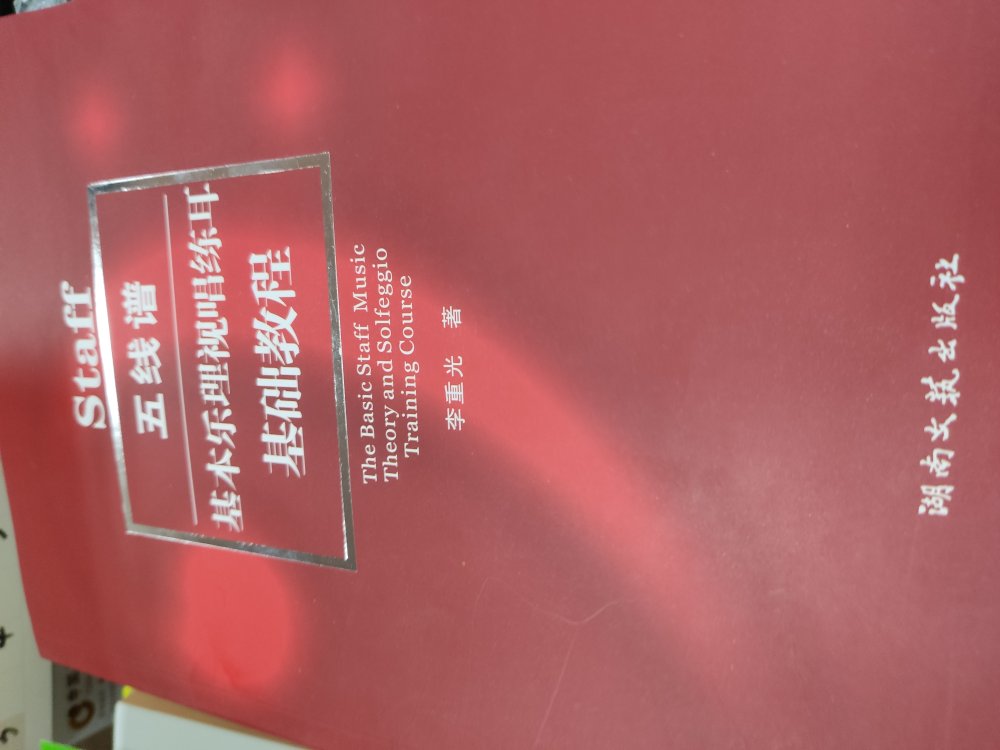 Staff
五线谱
基本乐理视唱练耳
基础教程
The Basic Staff Music
Theory and Solfeggio
Training Course
李重光 著
湖南文艺出版社